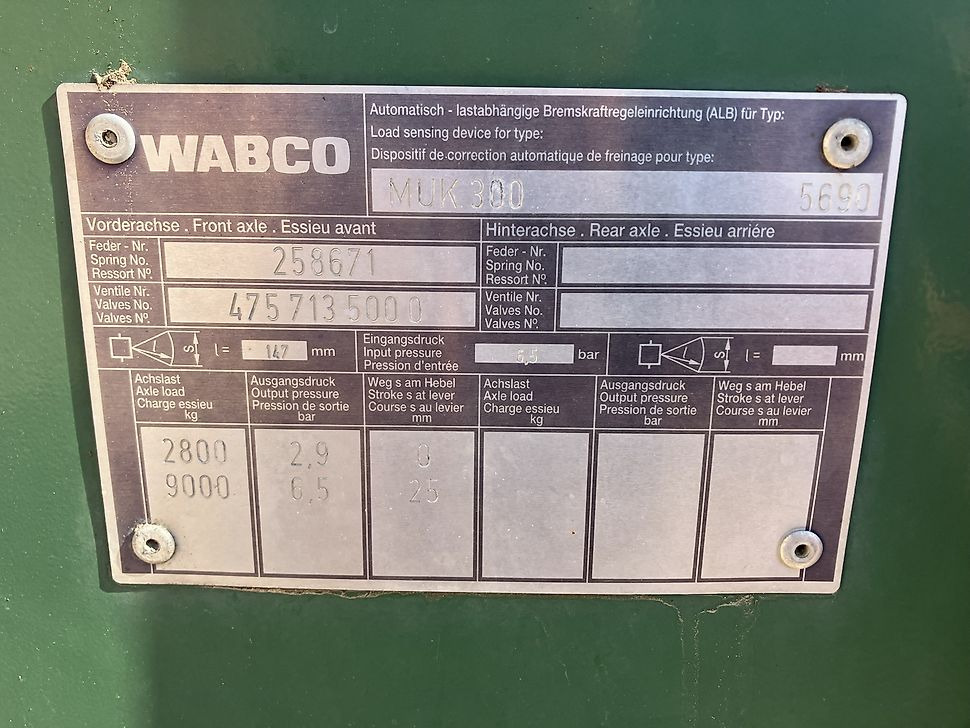 WABCO
Automatisch - lastabhängige Bremskraftregeleinrichtung (ALB) für Typ:
Load sensing device for type:
Dispositif de correction automatique de freinage pour type:
MUK 300 5690
Vorderachse . Front axle . Essieu avant
Hinterachse . Rear axle . Essieu arriére
Feder - Nr.
Spring No.
Ressort Nº.
258671
Feder - Nr.
Spring No.
Ressort Nº.
Ventile Nr.
Valves No.
Valves Nº.
475 713 500 0
Ventile Nr.
Valves No.
Valves Nº.
S l = 147 mm
Eingangsdruck
Input pressure
Pression d'entrée
6,5 bar
S l = mm
Achslast
Axle load
Charge essieu
kg
Ausgangsdruck
Output pressure
Pression de sortie
bar
Weg s am Hebel
Stroke s at lever
Course s au levier
mm
Achslast
Axle load
Charge essieu
kg
Ausgangsdruck
Output pressure
Pression de sortie
bar
Weg s am Hebel
Stroke s at lever
Course s au levier
mm
2800 2,9 0
9000 6,5 25